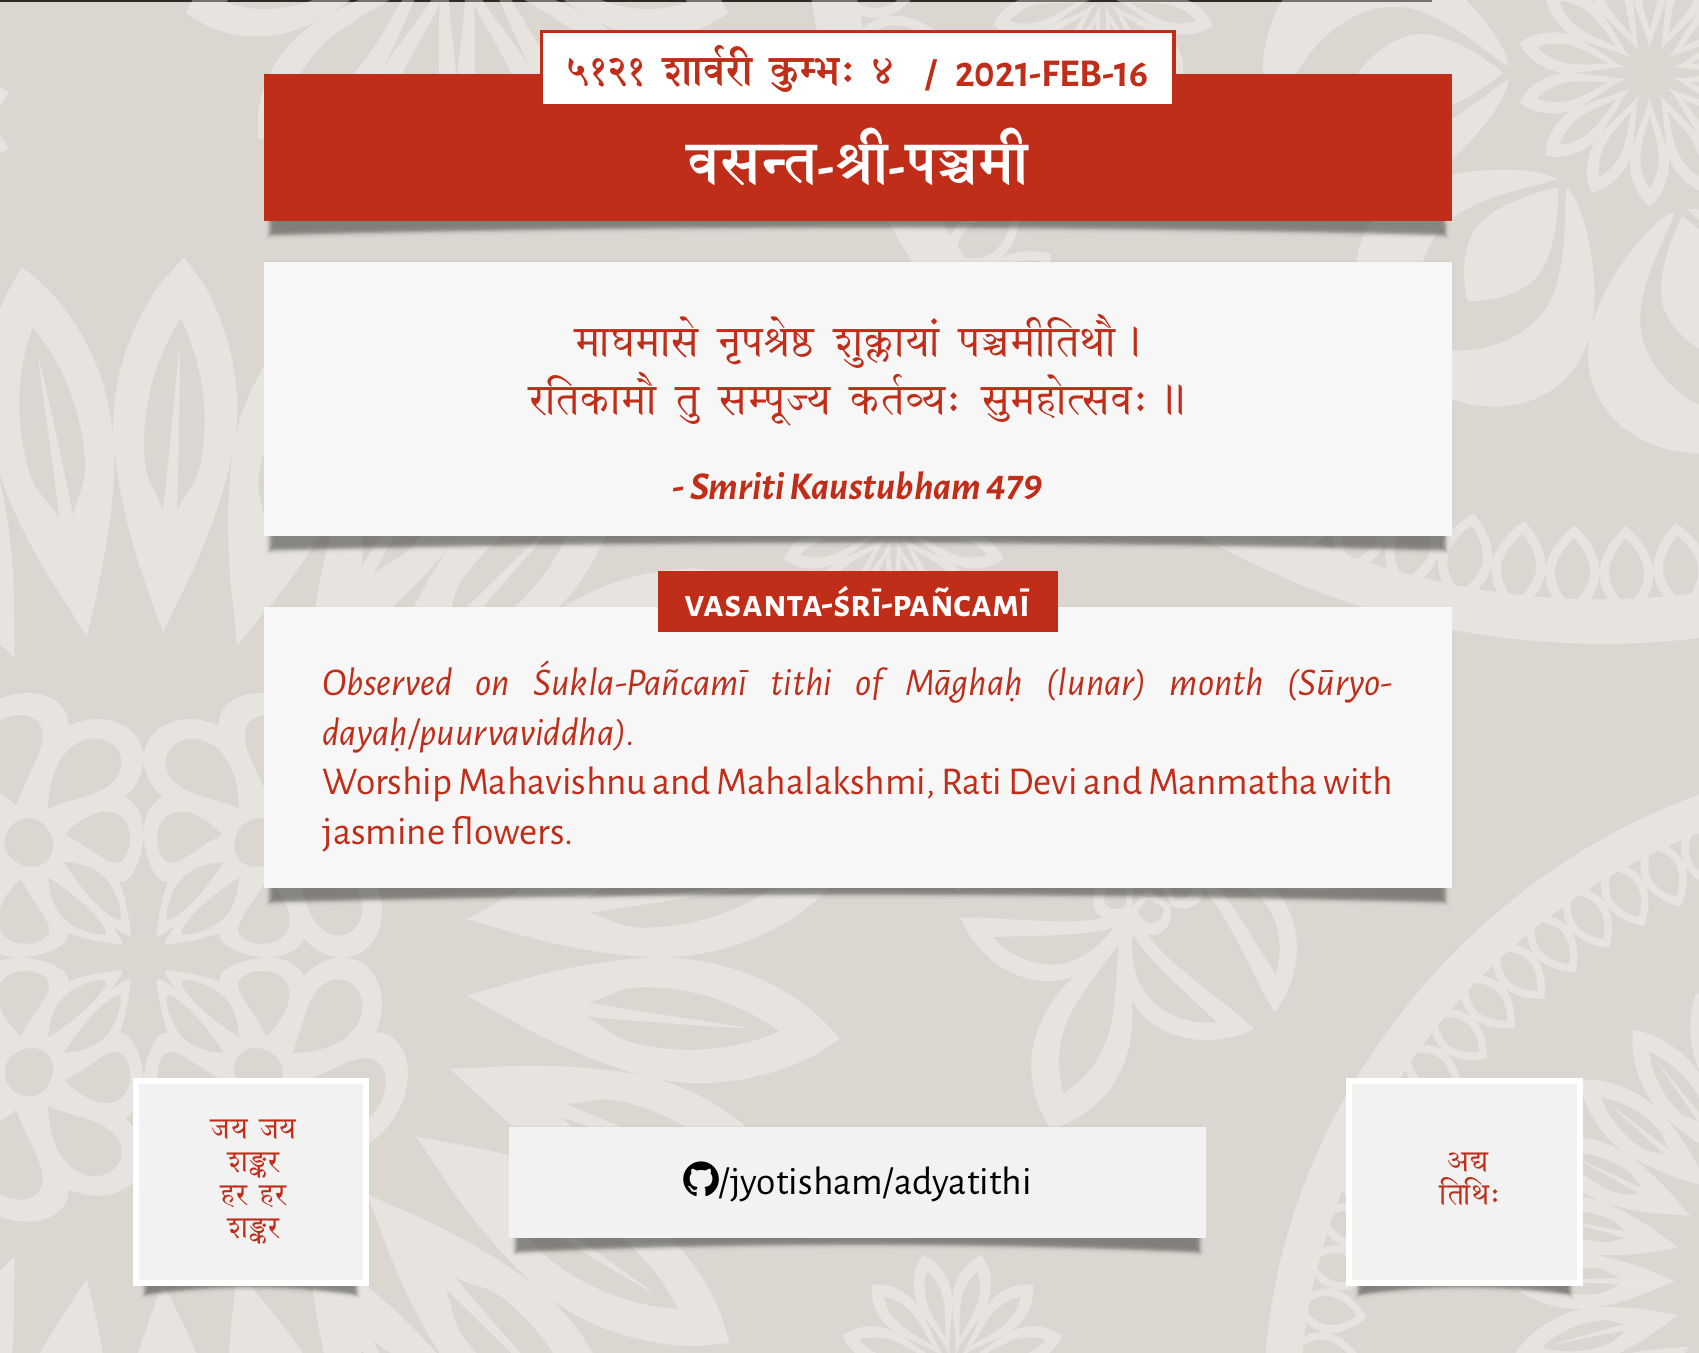 ५१२१ शार्वरी कुम्भः ४ / 2021-FEB-16
वसन्त-श्री-पञ्चमी
माघमासे नृपश्रेष्ठ शुक्लायां पञ्चमीतिथौ।
रतिकामौ तु सम्पूज्य कर्तव्यः सुमहोत्सवः॥
- Smriti Kaustubham 479
VASANTA-ŚRĪ-PAÑCAMĪ
Observed on Śukla-Pañcamī tithi of Māghaḥ (lunar) month (Sūryo-
dayaḥ/puurvaviddha).
Worship Mahavishnu and Mahalakshmi, Rati Devi and Manmatha with
jasmine flowers.
जय जय
शङ्कर
हर हर
शङ्कर
/jyotisham/adyatithi
अद्य
तिथिः